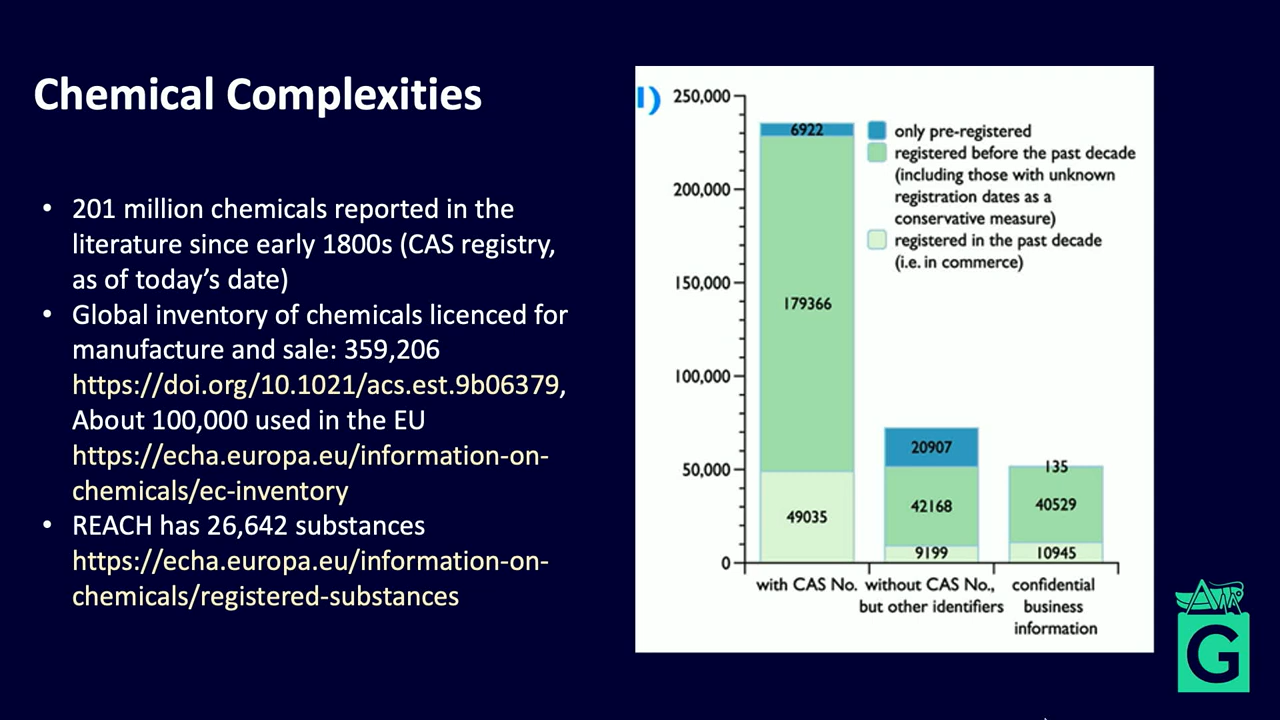 Chemical Complexities
• 201 million chemicals reported in the
literature since early 1800s (CAS registry,
as of today’s date)
• Global inventory of chemicals licenced for
manufacture and sale: 359,206
https://doi.org/10.1021/acs.est.9b06379,
About 100,000 used in the EU
https://echa.europa.eu/information-on-
chemicals/ec-inventory
• REACH has 26,642 substances
https://echa.europa.eu/information-on-
chemicals/registered-substances
I)
250,000
200,000
150,000
100,000
50,000
0
6922
179366
49035
20907
42168
9199
135
40529
10945
only pre-registered
registered before the past decade
(including those with unknown
registration dates as a
conservative measure)
registered in the past decade
(i.e. in commerce)
with CAS No.
without CAS No.,
but other identifiers
confidential
business
information
G